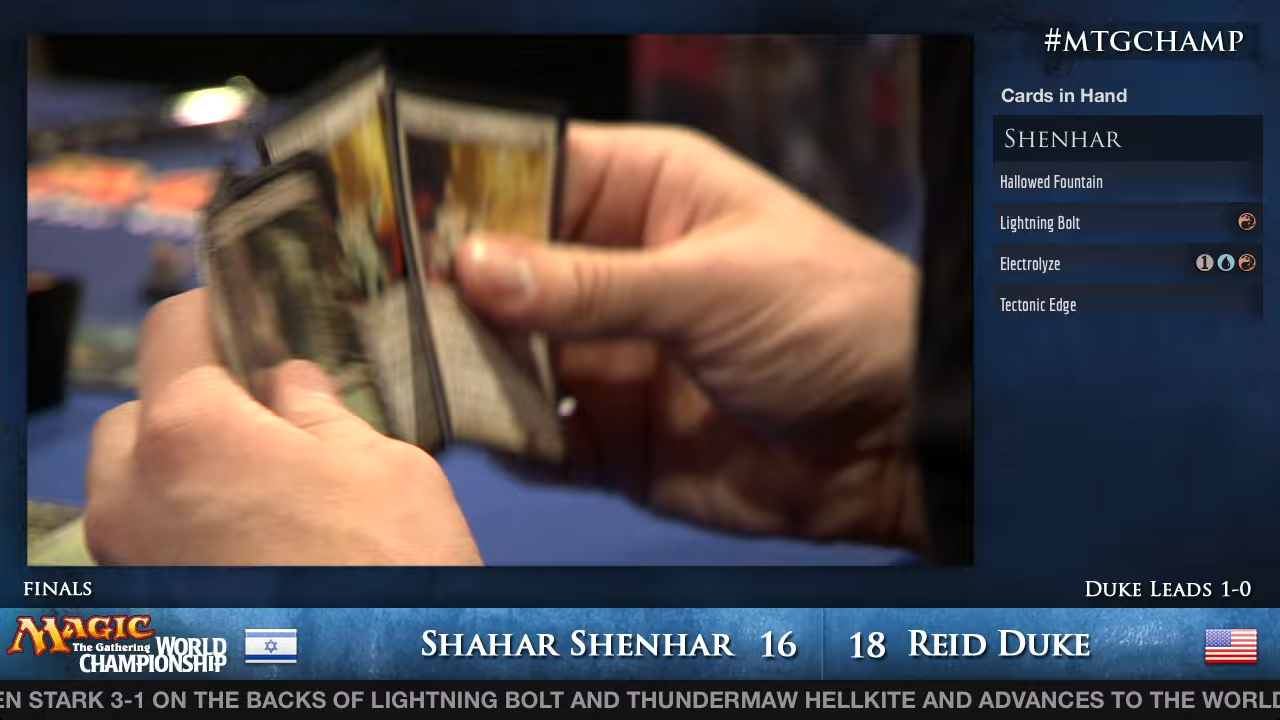 #MTGCHAMP
Cards in Hand
SHENHAR
Hallowed Fountain
Lightning Bolt
Electrolyze 1
Tectonic Edge
FINALS
DUKE LEADS 1-0
MAGIC
The Gathering
WORLD
CHAMPIONSHIP
SHAHAR SHENHAR 16
18 REID DUKE
EN STARK 3-1 ON THE BACKS OF LIGHTNING BOLT AND THUNDERMAW HELLKITE AND ADVANCES TO THE WORLD